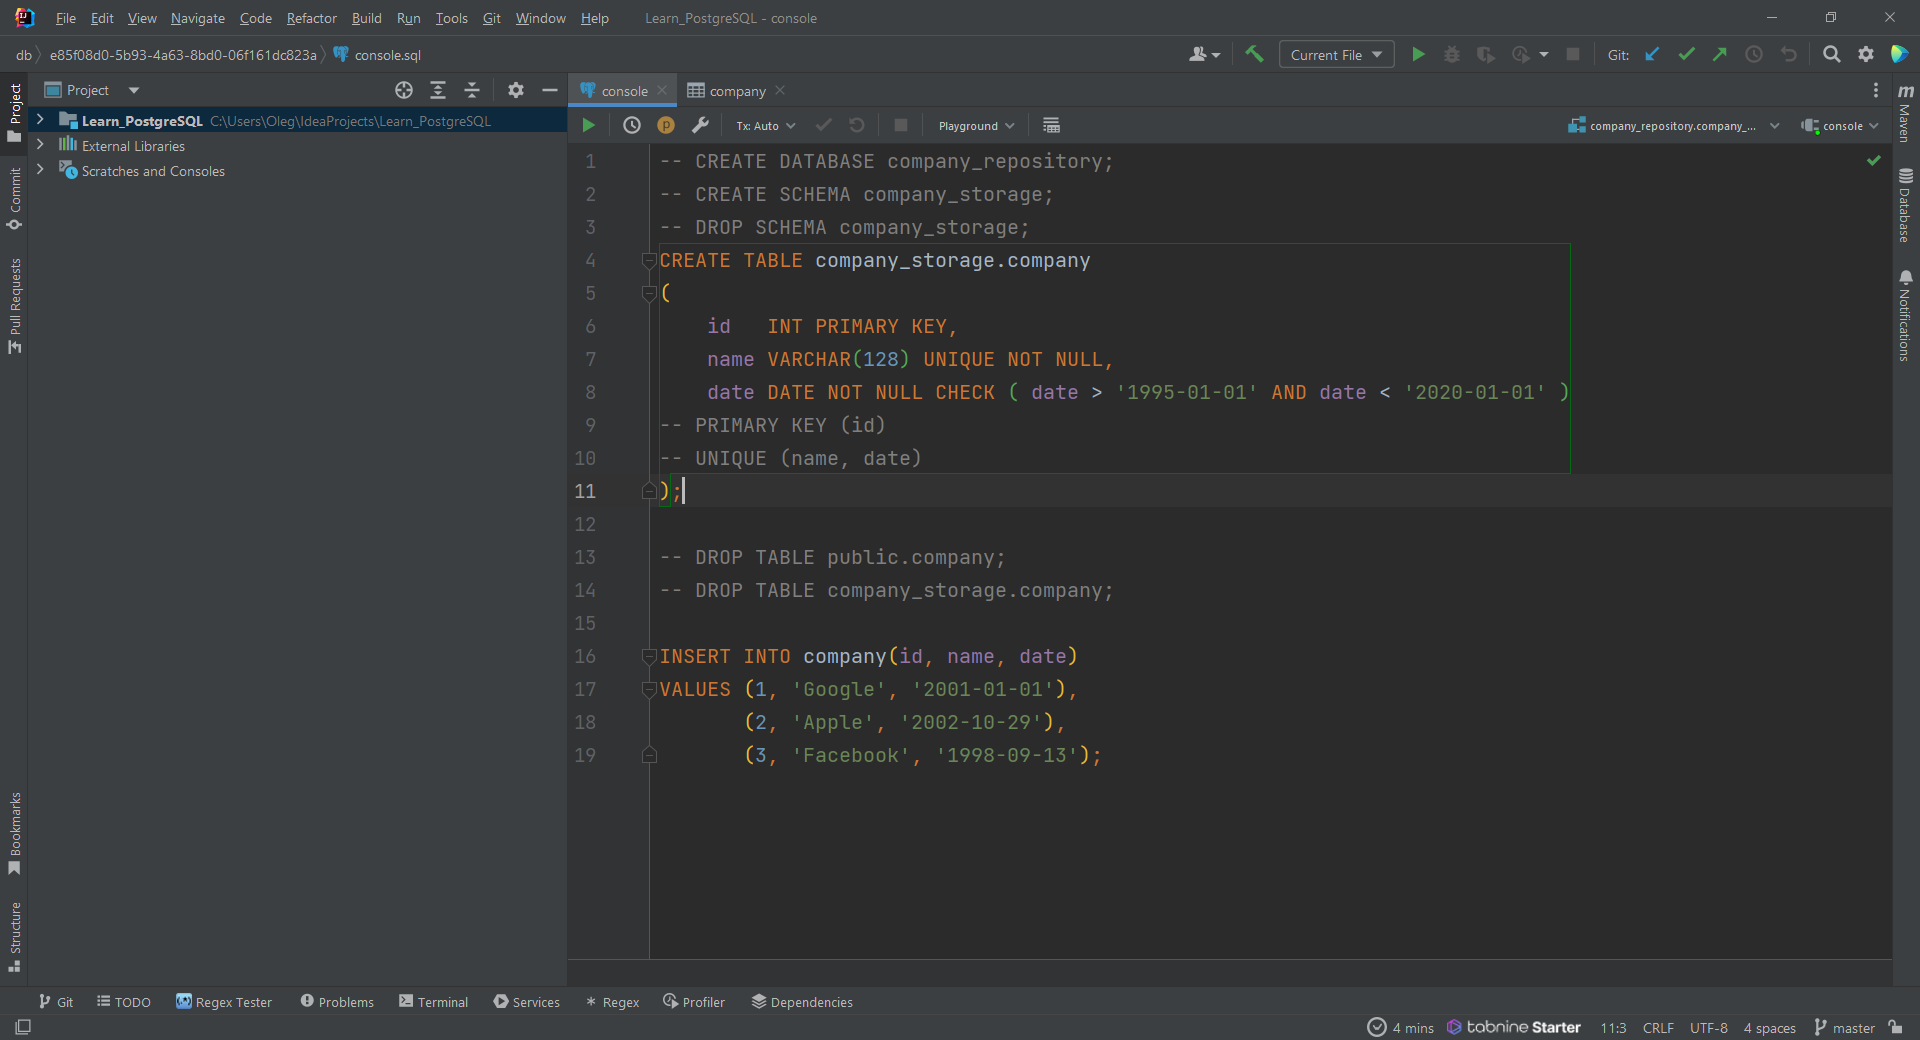 File Edit View Navigate Code Refactor Build Run Tools Git Window Help Learn_PostgreSQL - console
db e85f08d0-5b93-4a63-8bd0-06f161dc823a console.sql Current File Git:
Project console company
Learn_PostgreSQL C:\Users\Oleg\IdeaProjects\Learn_PostgreSQL
External Libraries
Scratches and Consoles
Tx: Auto Playground company_repository.company_... console
1 -- CREATE DATABASE company_repository;
2 -- CREATE SCHEMA company_storage;
3 -- DROP SCHEMA company_storage;
4 CREATE TABLE company_storage.company
5 (
6 id INT PRIMARY KEY,
7 name VARCHAR(128) UNIQUE NOT NULL,
8 date DATE NOT NULL CHECK ( date > '1995-01-01' AND date < '2020-01-01' )
9 -- PRIMARY KEY (id)
10 -- UNIQUE (name, date)
11 );
12
13 -- DROP TABLE public.company;
14 -- DROP TABLE company_storage.company;
15
16 INSERT INTO company(id, name, date)
17 VALUES (1, 'Google', '2001-01-01'),
18 (2, 'Apple', '2002-10-29'),
19 (3, 'Facebook', '1998-09-13');
Project
Commit
Pull Requests
Bookmarks
Structure
m Maven
Database
Notifications
Git TODO Regex Tester Problems Terminal Services Regex Profiler Dependencies
4 mins tabnine Starter 11:3 CRLF UTF-8 4 spaces master